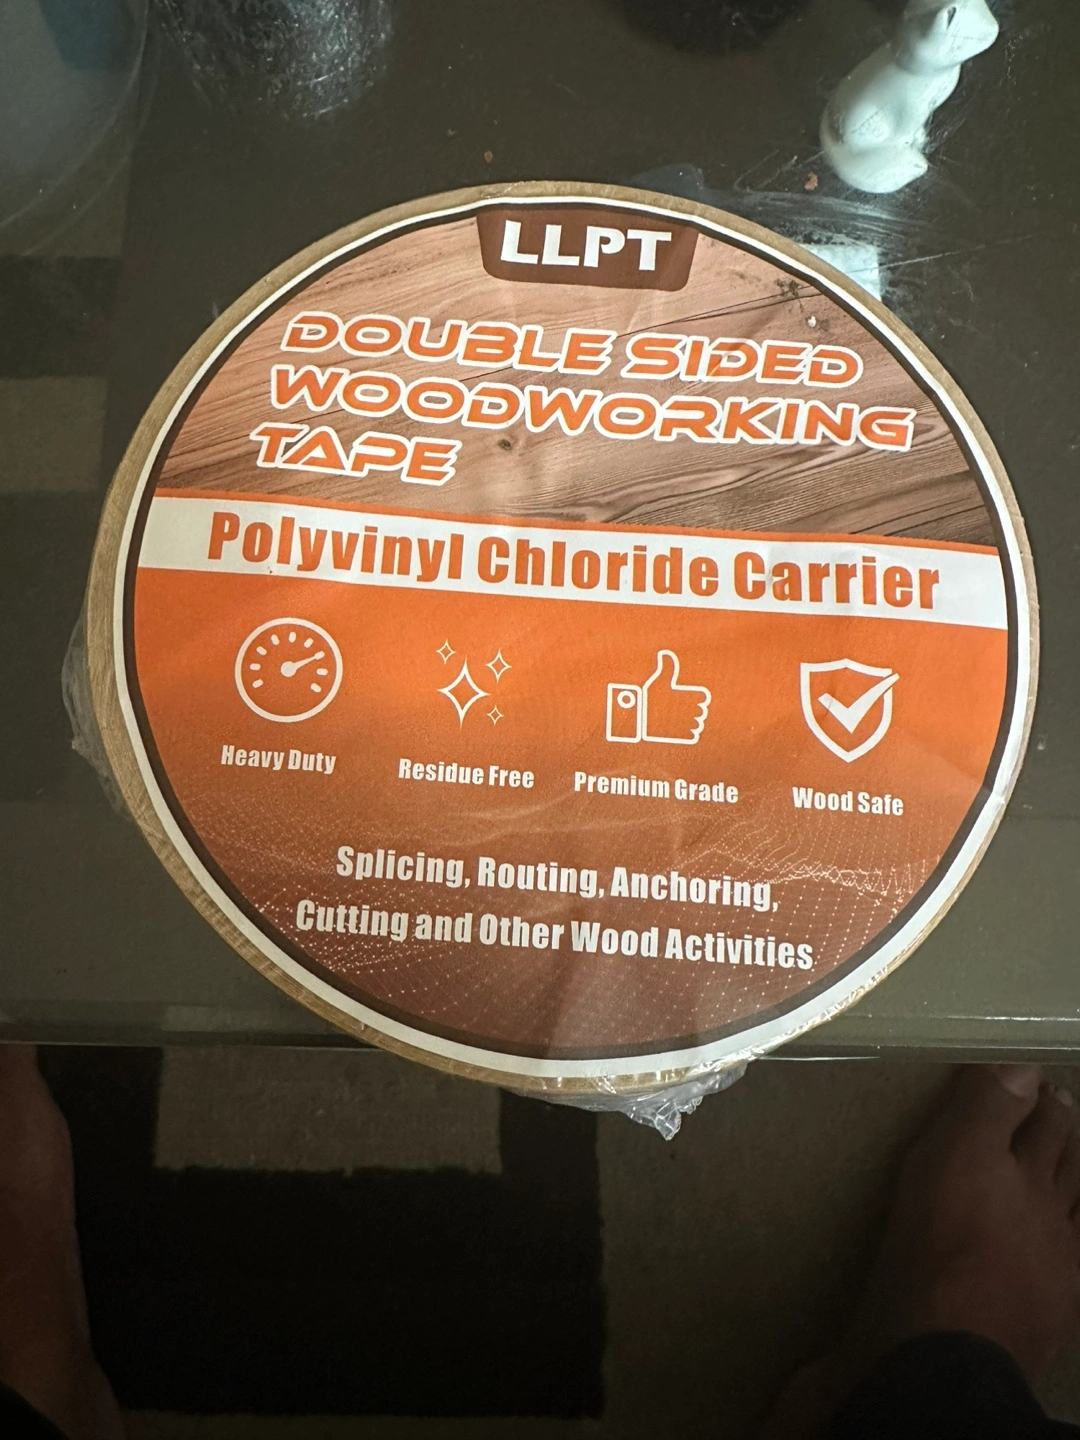 LLPT
DOUBLE SIDED
WOODWORKING
TAPE
Polyvinyl Chloride Carrier
Heavy Duty
Residue Free
Premium Grade
Wood Safe
Splicing, Routing, Anchoring,
Cutting and Other Wood Activities